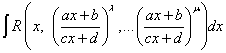 ∫R(x, ((ax+b)/(cx+d))^λ, ...((ax+b)/(cx+d))^μ)dx